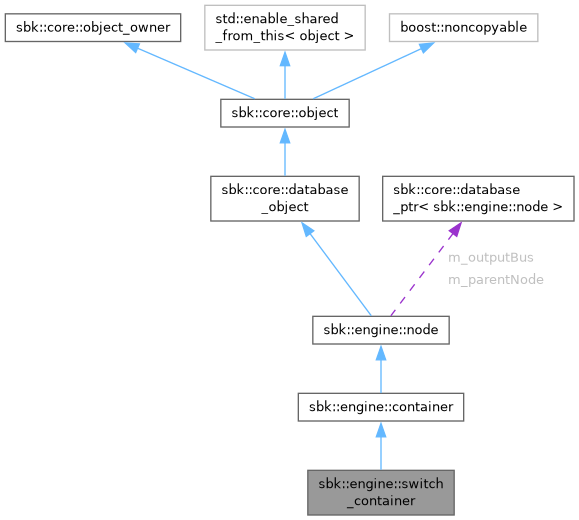 sbk::core::object_owner
std::enable_shared
_from_this< object >
boost::noncopyable
sbk::core::object
sbk::core::database
_object
sbk::core::database
_ptr< sbk::engine::node >
m_outputBus
m_parentNode
sbk::engine::node
sbk::engine::container
sbk::engine::switch
_container